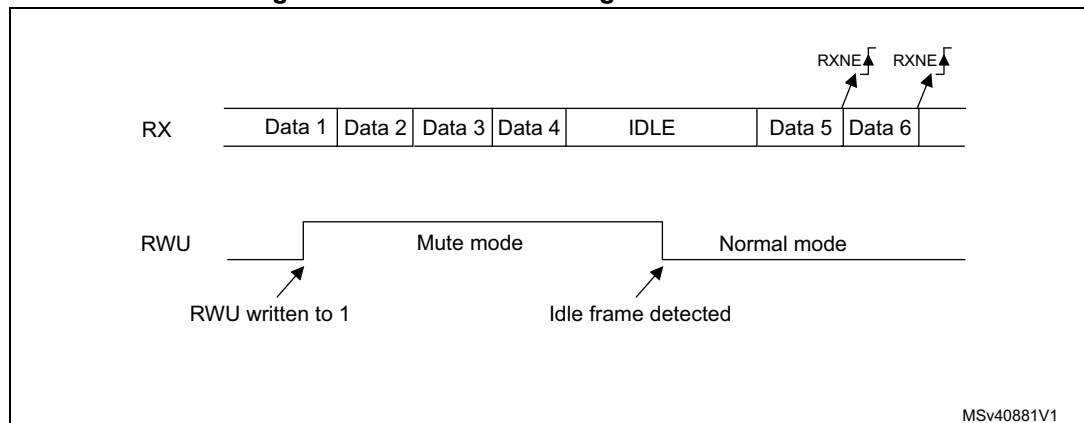 RXNE RXNE
RX Data 1 Data 2 Data 3 Data 4 IDLE Data 5 Data 6
RWU Mute mode Normal mode
RWU written to 1 Idle frame detected
MSv40881V1